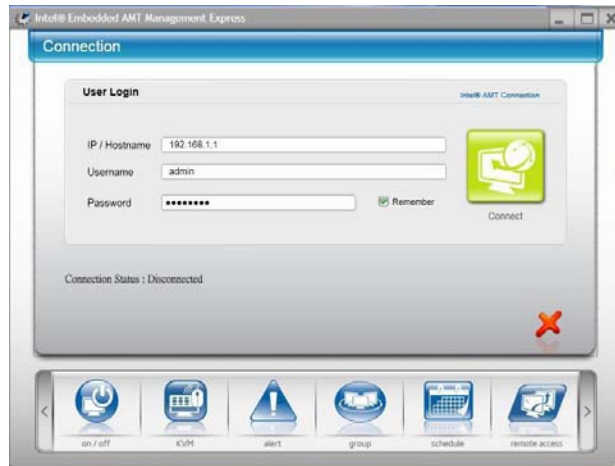 Intel® Embedded AMT Management Express
Connection
User Login
Intel® AMT Connection
IP / Hostname 192.168.1.1
Username admin
Password ●●●●●●●●
Remember
Connect
Connection Status : Disconnected
on / off KVM alert group schedule remote access